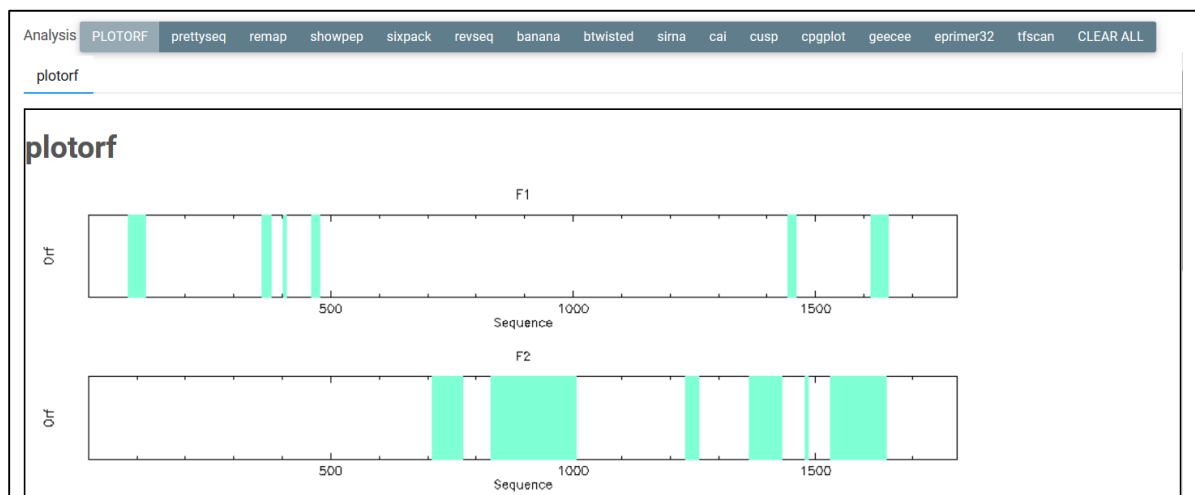 Analysis PLOTORF prettyseq remap showpep sixpack revseq banana btwisted sirna cai cusp cpgplot geecee eprimer32 tfscan CLEAR ALL
plotorf
plotorf
F1
Orf
500 1000 1500
Sequence
F2
Orf
500 1000 1500
Sequence